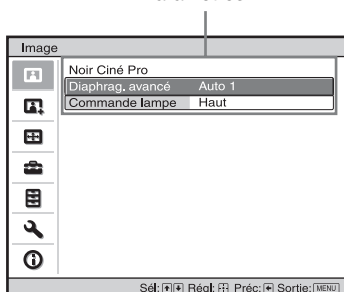 Image
Noir Ciné Pro
Diaphrag. avancé Auto 1
Commande lampe Haut
Sél: Régl: Préc: Sortie: MENU